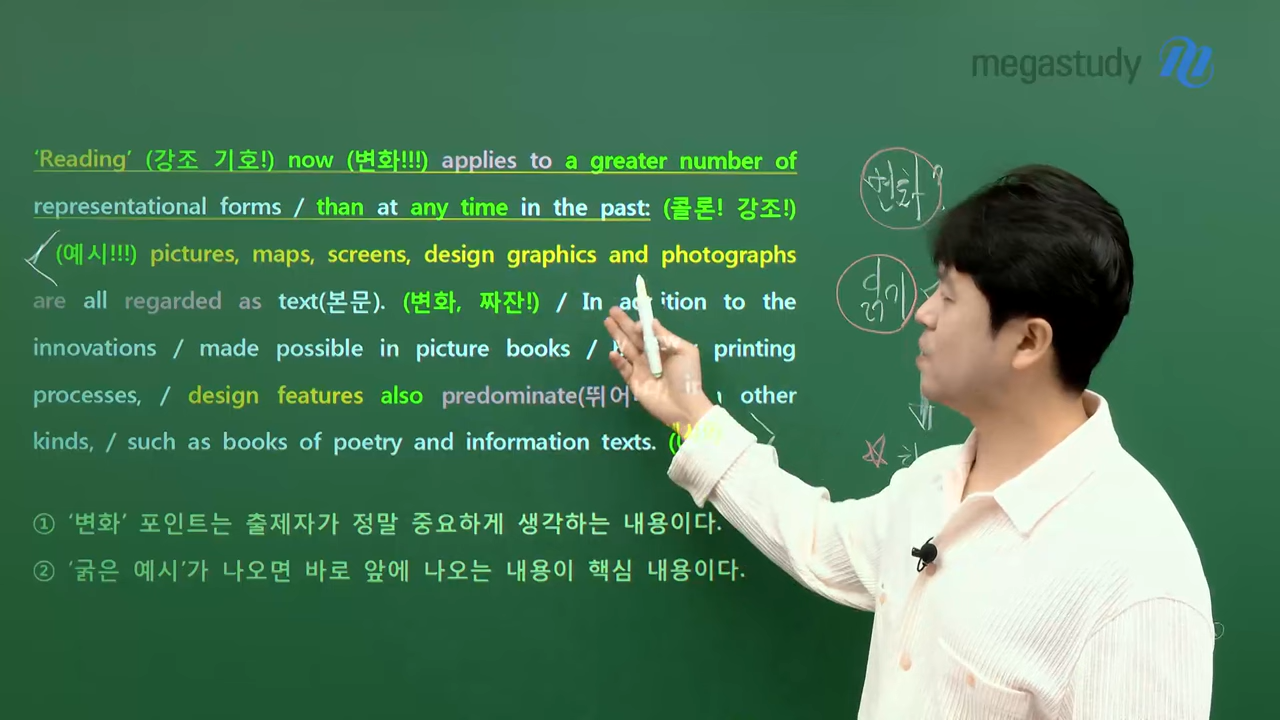 megastudy
‘Reading’ (강조 기호!) now (변화!!!) applies to a greater number of
representational forms / than at any time in the past: (콜론! 강조!)
(예시!!!) pictures, maps, screens, design graphics and photographs
are all regarded as text(본문). (변화, 짜잔!) / In addition to the
innovations / made possible in picture books / printing
processes, / design features also predominate(뛰어 in other
kinds, / such as books of poetry and information texts.
① ‘변화’ 포인트는 출제자가 정말 중요하게 생각하는 내용이다.
② ‘굵은 예시’가 나오면 바로 앞에 나오는 내용이 핵심 내용이다.